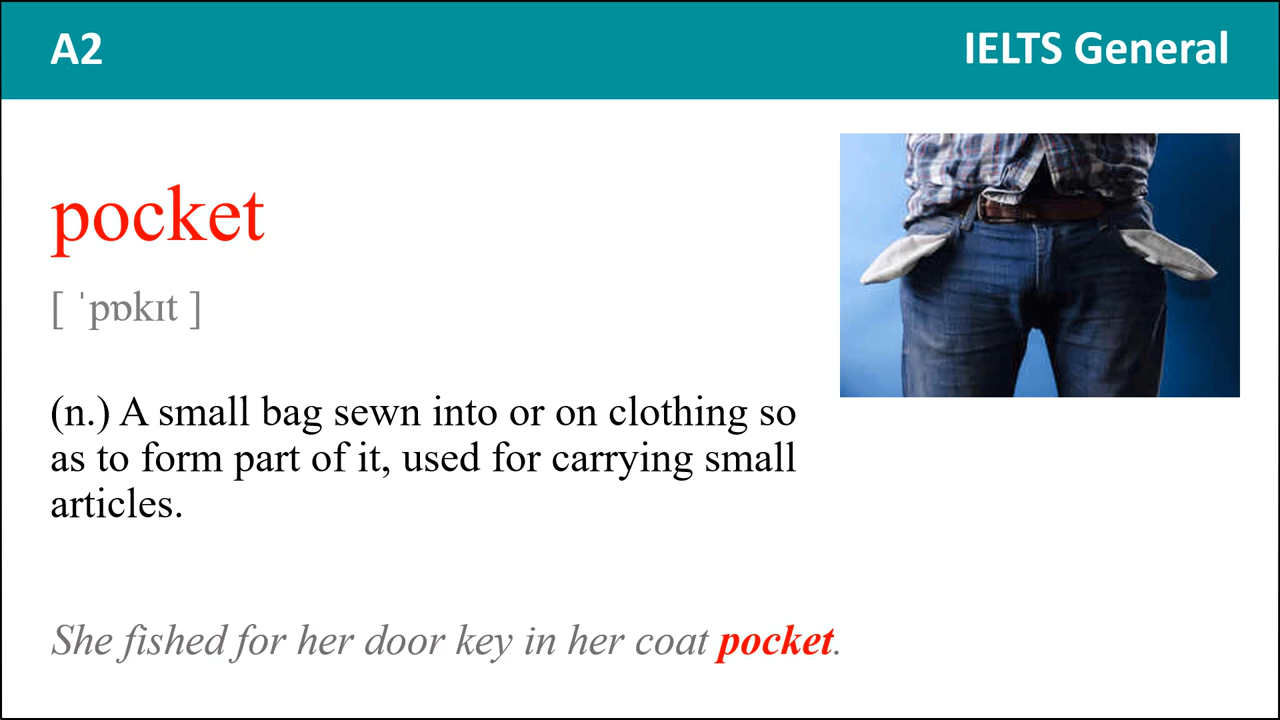 A2
IELTS General
pocket
[ ˈpɒkɪt ]
(n.) A small bag sewn into or on clothing so
as to form part of it, used for carrying small
articles.
She fished for her door key in her coat pocket.